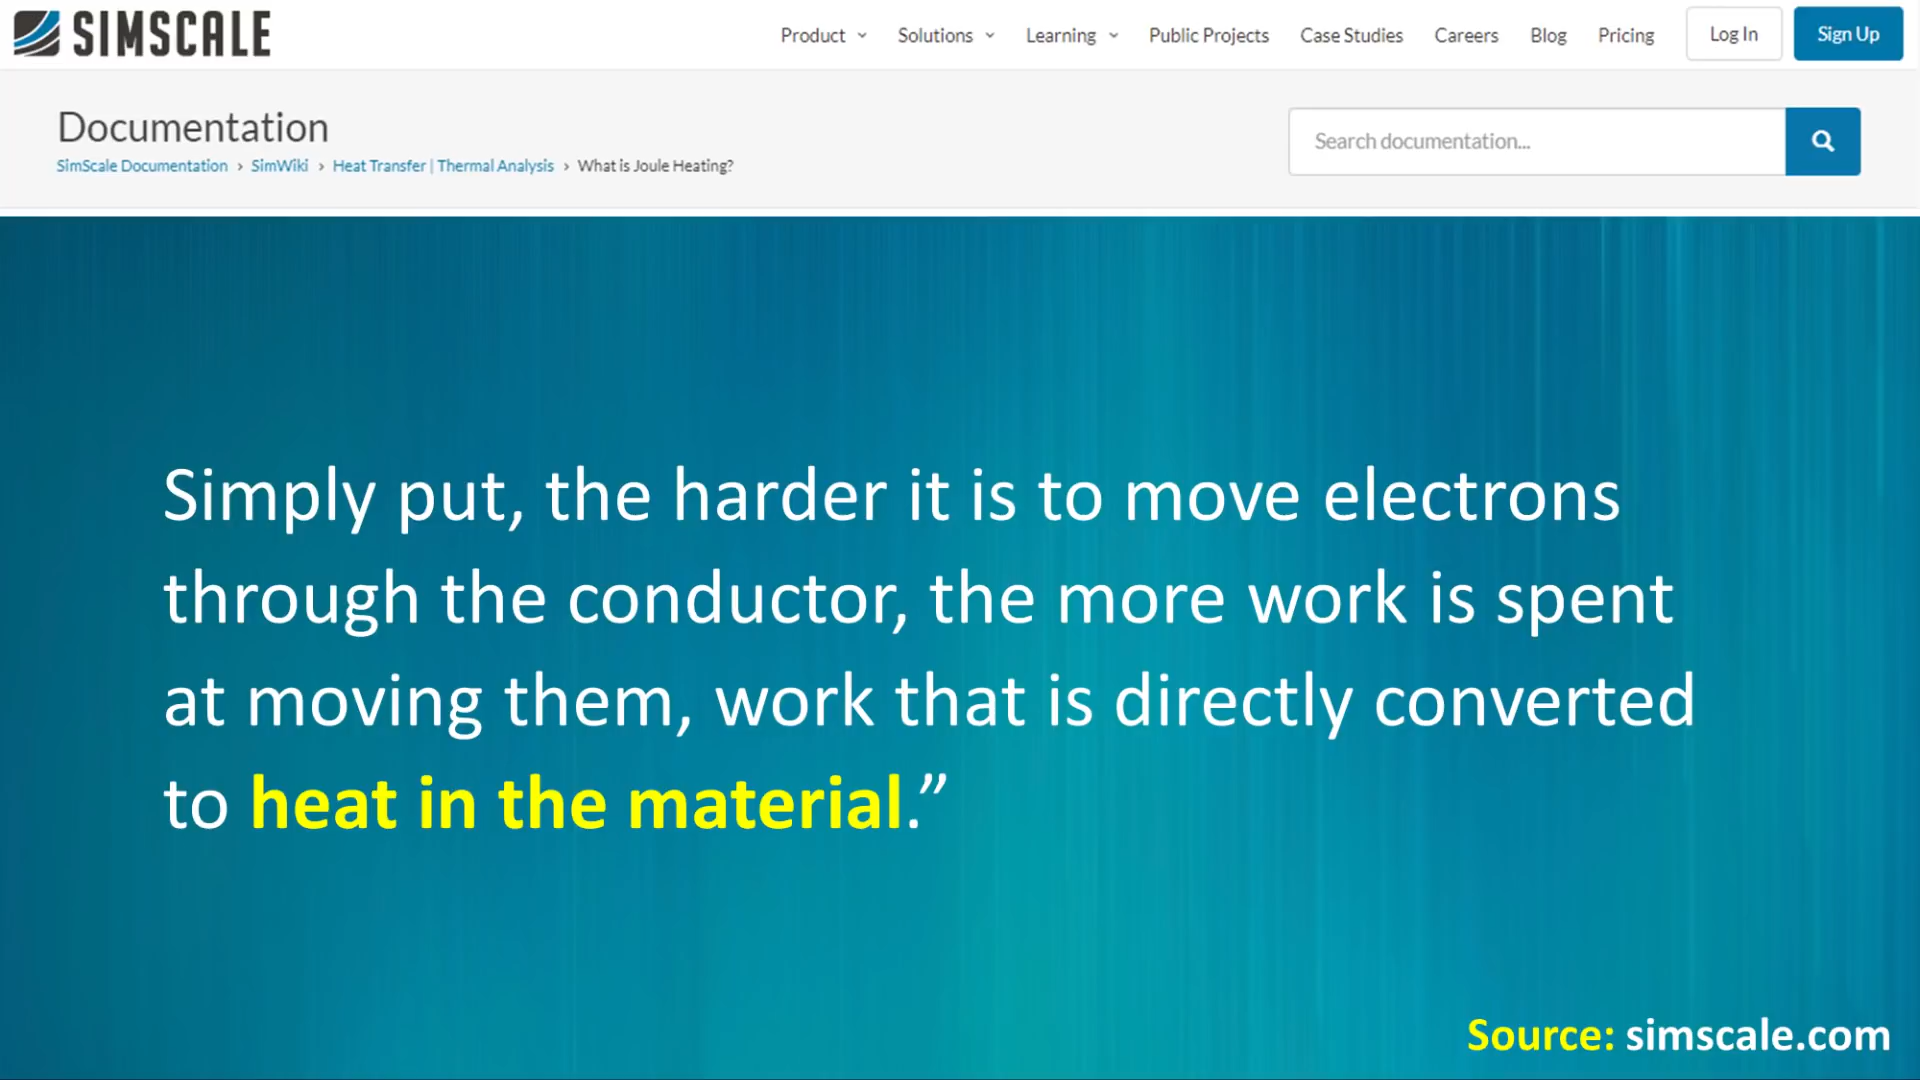 SIMSCALE
Product Solutions Learning Public Projects Case Studies Careers Blog Pricing Log In Sign Up
Documentation
SimScale Documentation › SimWiki › Heat Transfer | Thermal Analysis › What is Joule Heating?
Search documentation...
Simply put, the harder it is to move electrons
through the conductor, the more work is spent
at moving them, work that is directly converted
to heat in the material.”
Source: simscale.com